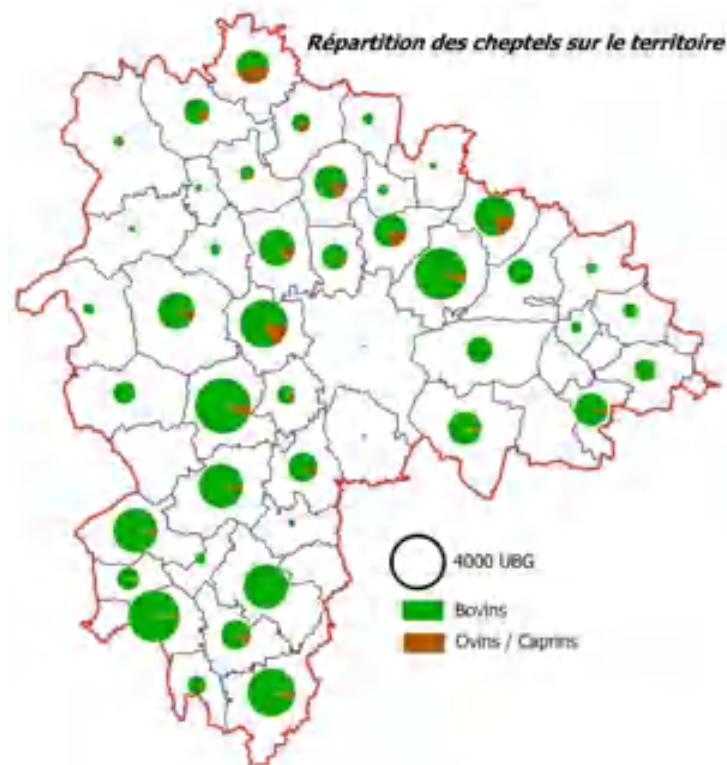 Répartition des cheptels sur le territoire
4000 UBG
Bovins
Ovins / Caprins